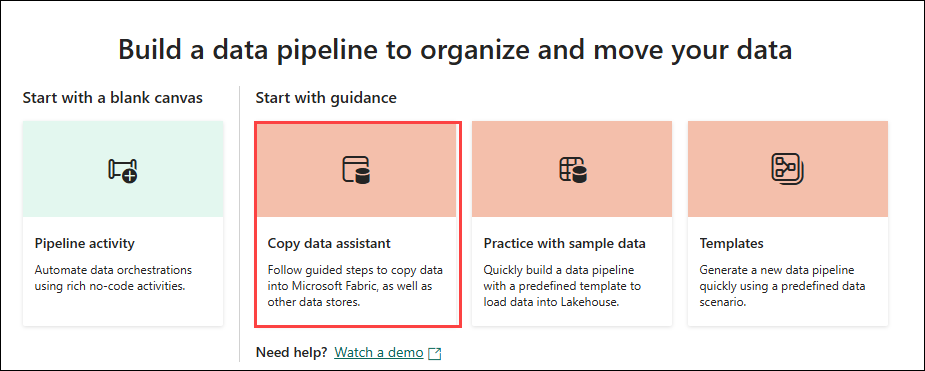 Build a data pipeline to organize and move your data
Start with a blank canvas
Start with guidance
Pipeline activity
Automate data orchestrations
using rich no-code activities.
Copy data assistant
Follow guided steps to copy data
into Microsoft Fabric, as well as
other data stores.
Practice with sample data
Quickly build a data pipeline
with a predefined template to
load data into Lakehouse.
Templates
Generate a new data pipeline
quickly using a predefined data
scenario.
Need help? Watch a demo